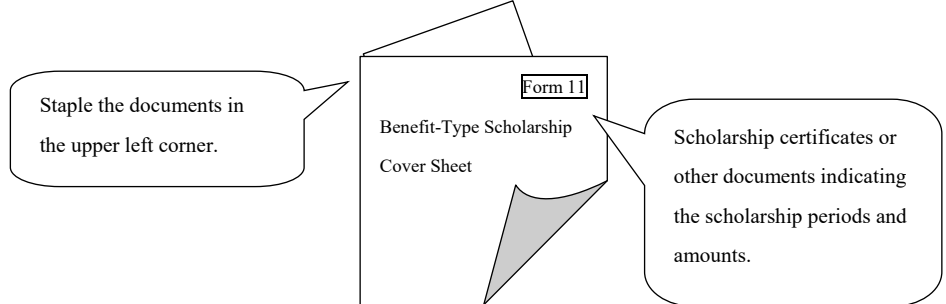 Staple the documents in
the upper left corner.
Form 11
Benefit-Type Scholarship
Cover Sheet
Scholarship certificates or
other documents indicating
the scholarship periods and
amounts.